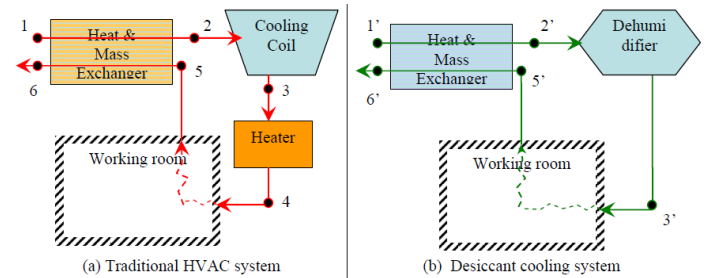 1
2
Heat &
Mass
Exchanger
Cooling
Coil
6
5
3
Heater
Working room
4
(a) Traditional HVAC system
1’
2’
Heat &
Mass
Exchanger
Dehumi
difier
6’
5’
Working room
3’
(b) Desiccant cooling system